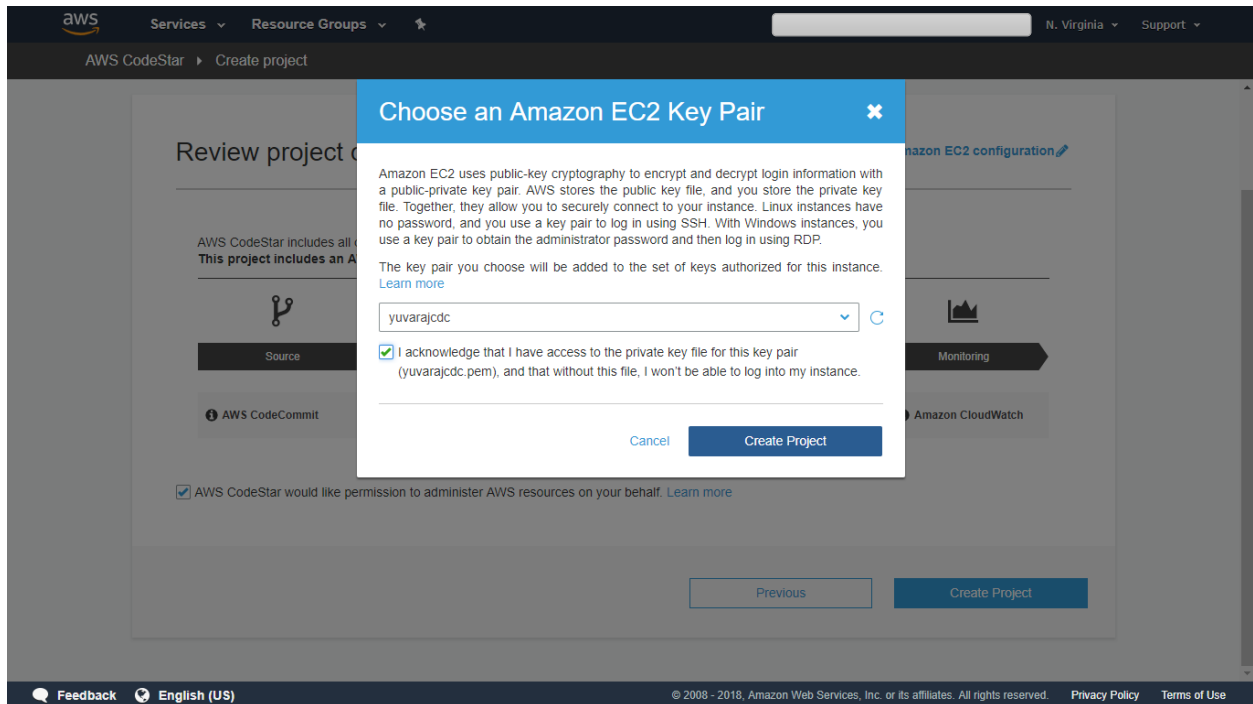 aws Services Resource Groups N. Virginia Support
AWS CodeStar Create project
Choose an Amazon EC2 Key Pair
Review project
Amazon EC2 configuration
Amazon EC2 uses public-key cryptography to encrypt and decrypt login information with
a public-private key pair. AWS stores the public key file, and you store the private key
file. Together, they allow you to securely connect to your instance. Linux instances have
no password, and you use a key pair to log in using SSH. With Windows instances, you
use a key pair to obtain the administrator password and then log in using RDP.
AWS CodeStar includes all
This project includes an
The key pair you choose will be added to the set of keys authorized for this instance.
Learn more
yuvarajcdc
I acknowledge that I have access to the private key file for this key pair
(yuvarajcdc.pem), and that without this file, I won't be able to log into my instance.
Source
Monitoring
AWS CodeCommit
Amazon CloudWatch
Cancel Create Project
AWS CodeStar would like permission to administer AWS resources on your behalf. Learn more
Previous Create Project
Feedback English (US) © 2008 - 2018, Amazon Web Services, Inc. or its affiliates. All rights reserved. Privacy Policy Terms of Use